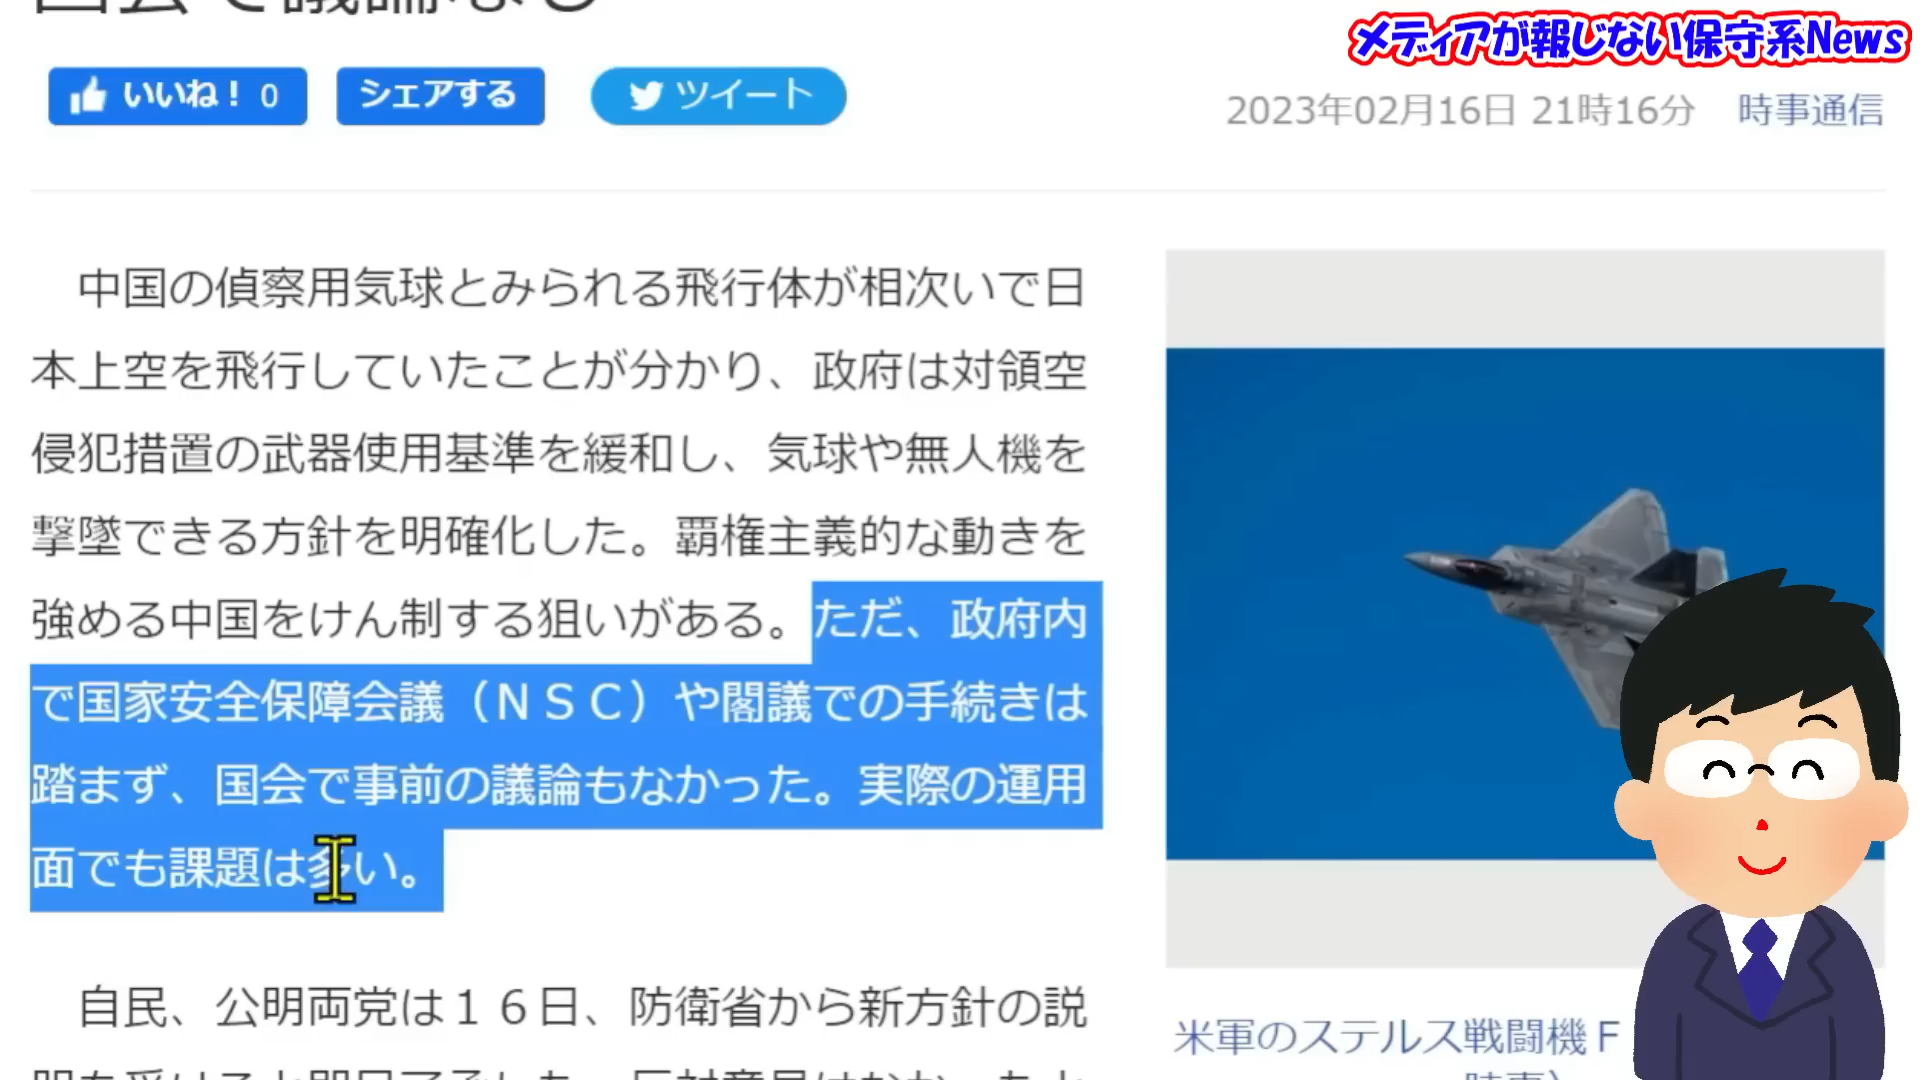 国会で議論なし
メディアが報じない保守系News
いいね！ 0
シェアする
ツイート
2023年02月16日 21時16分 時事通信
中国の偵察用気球とみられる飛行体が相次いで日
本上空を飛行していたことが分かり、政府は対領空
侵犯措置の武器使用基準を緩和し、気球や無人機を
撃墜できる方針を明確化した。覇権主義的な動きを
強める中国をけん制する狙いがある。ただ、政府内
で国家安全保障会議（ＮＳＣ）や閣議での手続きは
踏まず、国会で事前の議論もなかった。実際の運用
面でも課題は多い。
自民、公明両党は１６日、防衛省から新方針の説
米軍のステルス戦闘機Ｆ